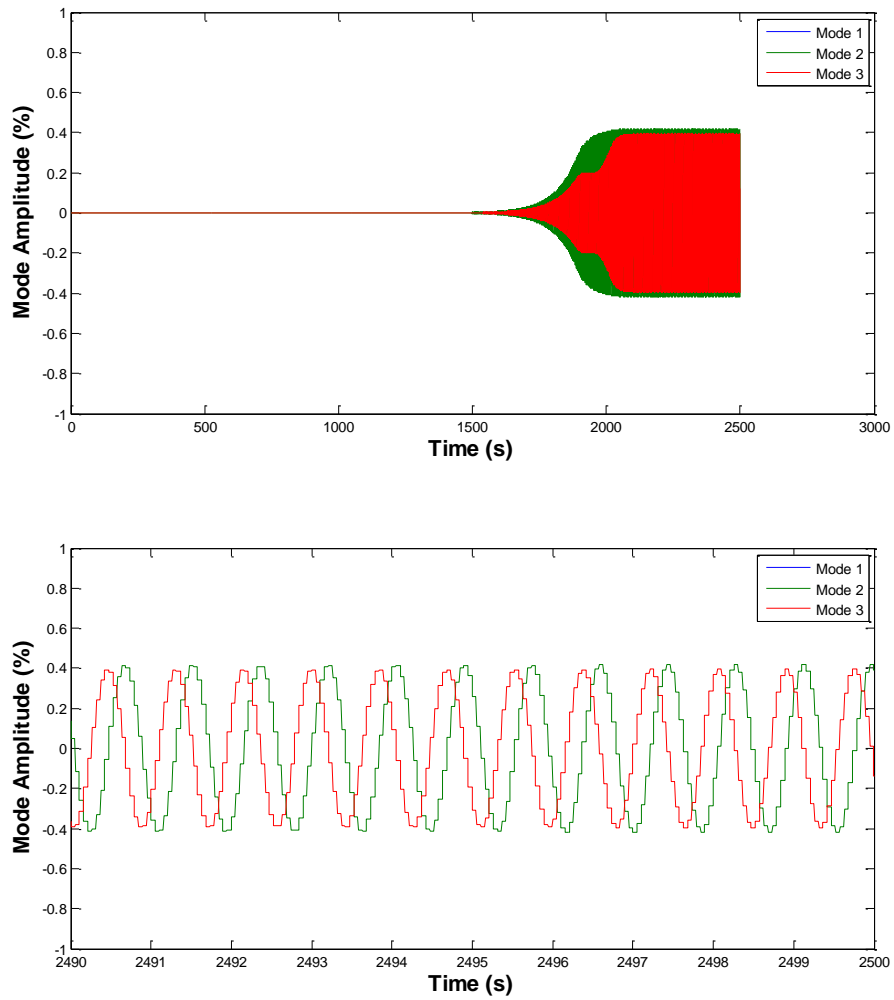 1
0.8
0.6
0.4
0.2
0
-0.2
-0.4
-0.6
-0.8
-1
Mode Amplitude (%)
Mode 1
Mode 2
Mode 3
0 500 1000 1500 2000 2500 3000
Time (s)
1
0.8
0.6
0.4
0.2
0
-0.2
-0.4
-0.6
-0.8
-1
Mode Amplitude (%)
Mode 1
Mode 2
Mode 3
2490 2491 2492 2493 2494 2495 2496 2497 2498 2499 2500
Time (s)